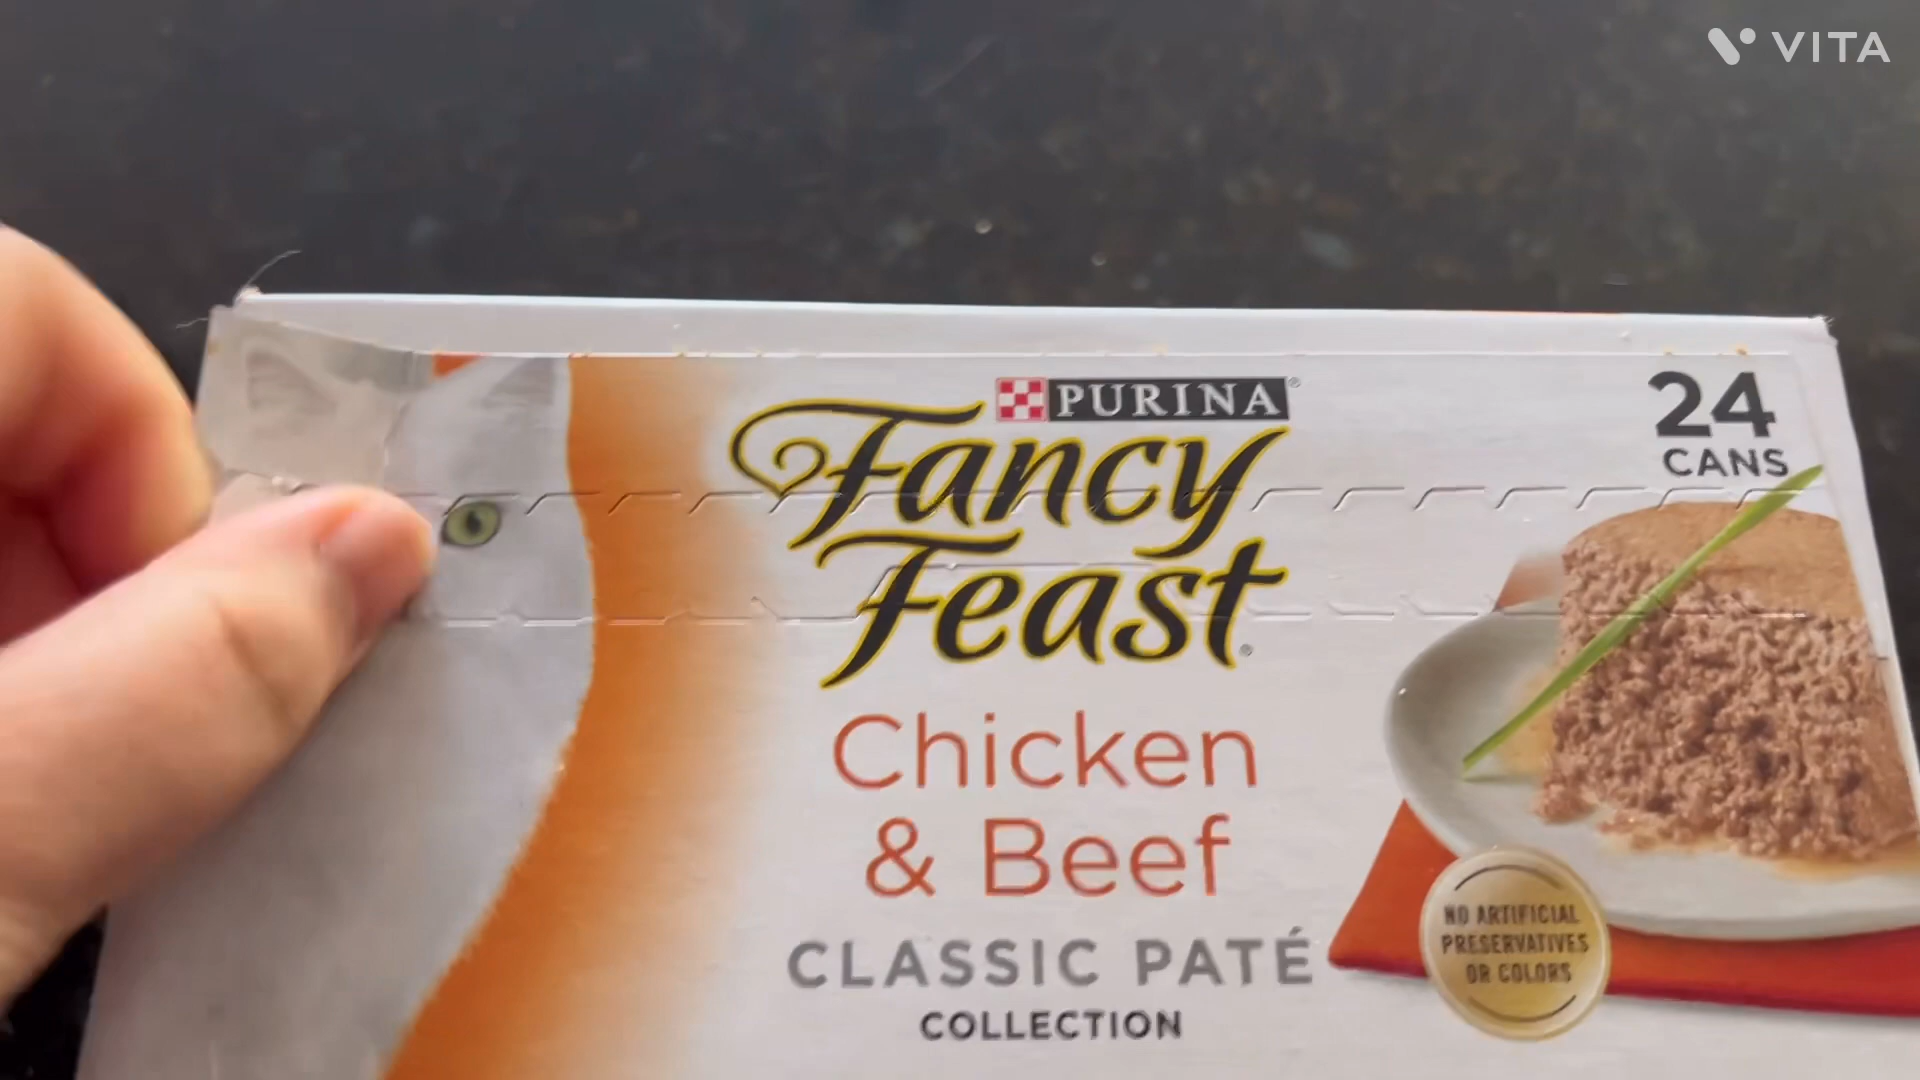 VITA
PURINA®
24
CANS
Fancy
Feast®
Chicken
& Beef
CLASSIC PATÉ
COLLECTION
NO ARTIFICIAL
PRESERVATIVES
OR COLORS